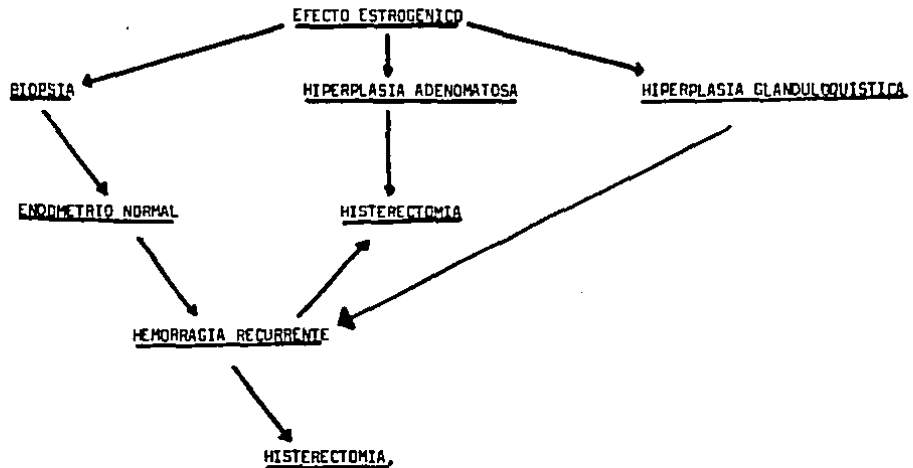 EFECTO ESTROGENICO
BIOPSIA
HIPERPLASIA ADENOMATOSA
HIPERPLASIA GLANDULOQUISTICA
ENDOMETRIO NORMAL
HISTERECTOMIA
HEMORRAGIA RECURRENTE
HISTERECTOMIA.